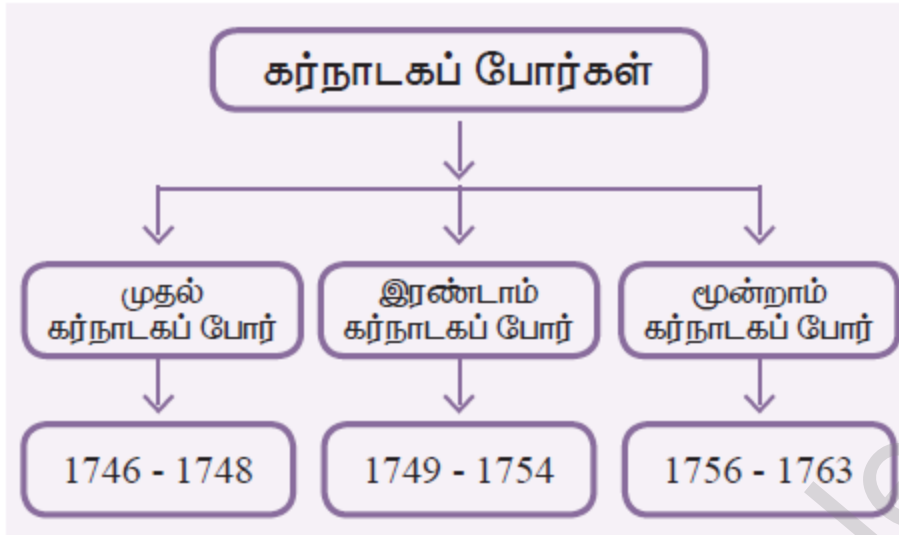 கர்நாடகப் போர்கள்
முதல்
கர்நாடகப் போர்
இரண்டாம்
கர்நாடகப் போர்
மூன்றாம்
கர்நாடகப் போர்
1746 - 1748
1749 - 1754
1756 - 1763